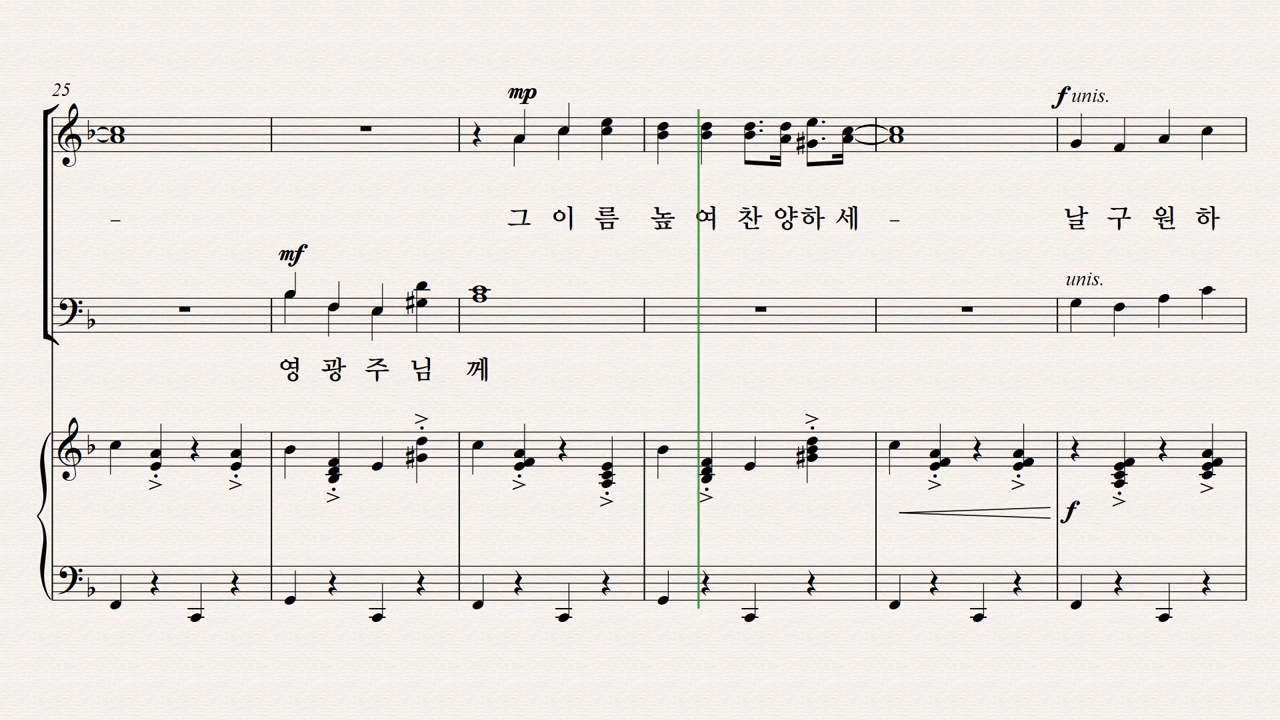 25
mp
f unis.
– 그 이 름 높 여 찬 양 하 세 – 날 구 원 하
mf
unis.
영 광 주 님 께
f